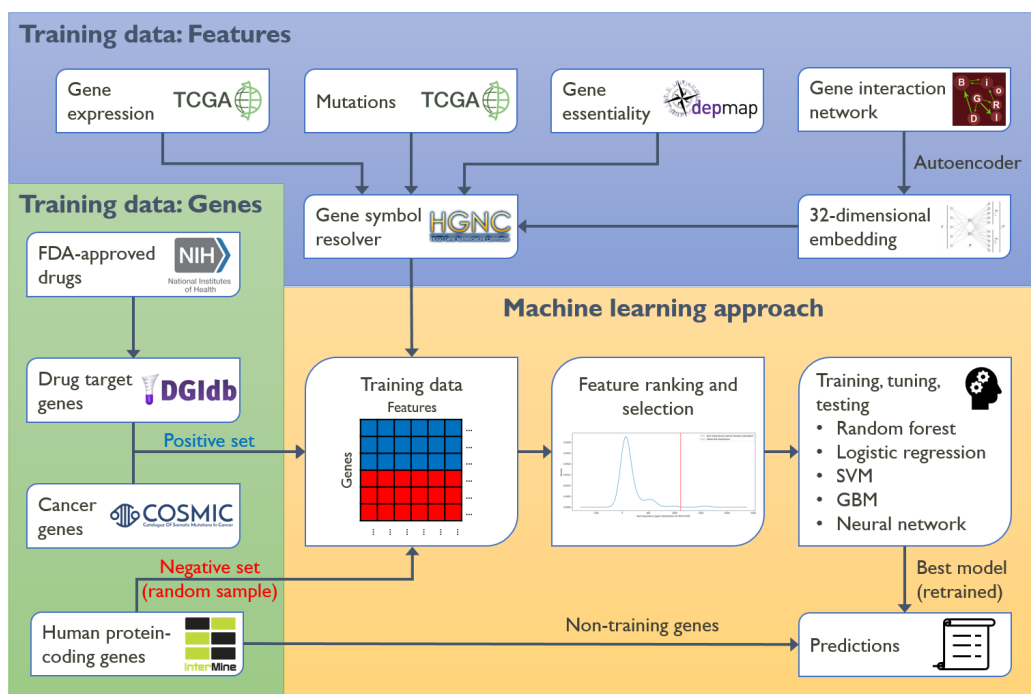 Training data: Features
Gene
expression
TCGA
Mutations
TCGA
Gene
essentiality
depmap
Gene interaction
network
B i o
G R
D I
Autoencoder
Training data: Genes
Gene symbol
resolver
HGNC
32-dimensional
embedding
FDA-approved
drugs
NIH
National Institutes
of Health
Machine learning approach
Drug target
genes
DGIdb
Positive set
Training data
Features
Genes
...
...
...
...
...
...
Feature ranking and
selection
Training, tuning,
testing
• Random forest
• Logistic regression
• SVM
• GBM
• Neural network
Cancer
genes
COSMIC
Catalogue Of Somatic Mutations In Cancer
Negative set
(random sample)
Best model
(retrained)
Human protein-
coding genes
InterMine
Non-training genes
Predictions